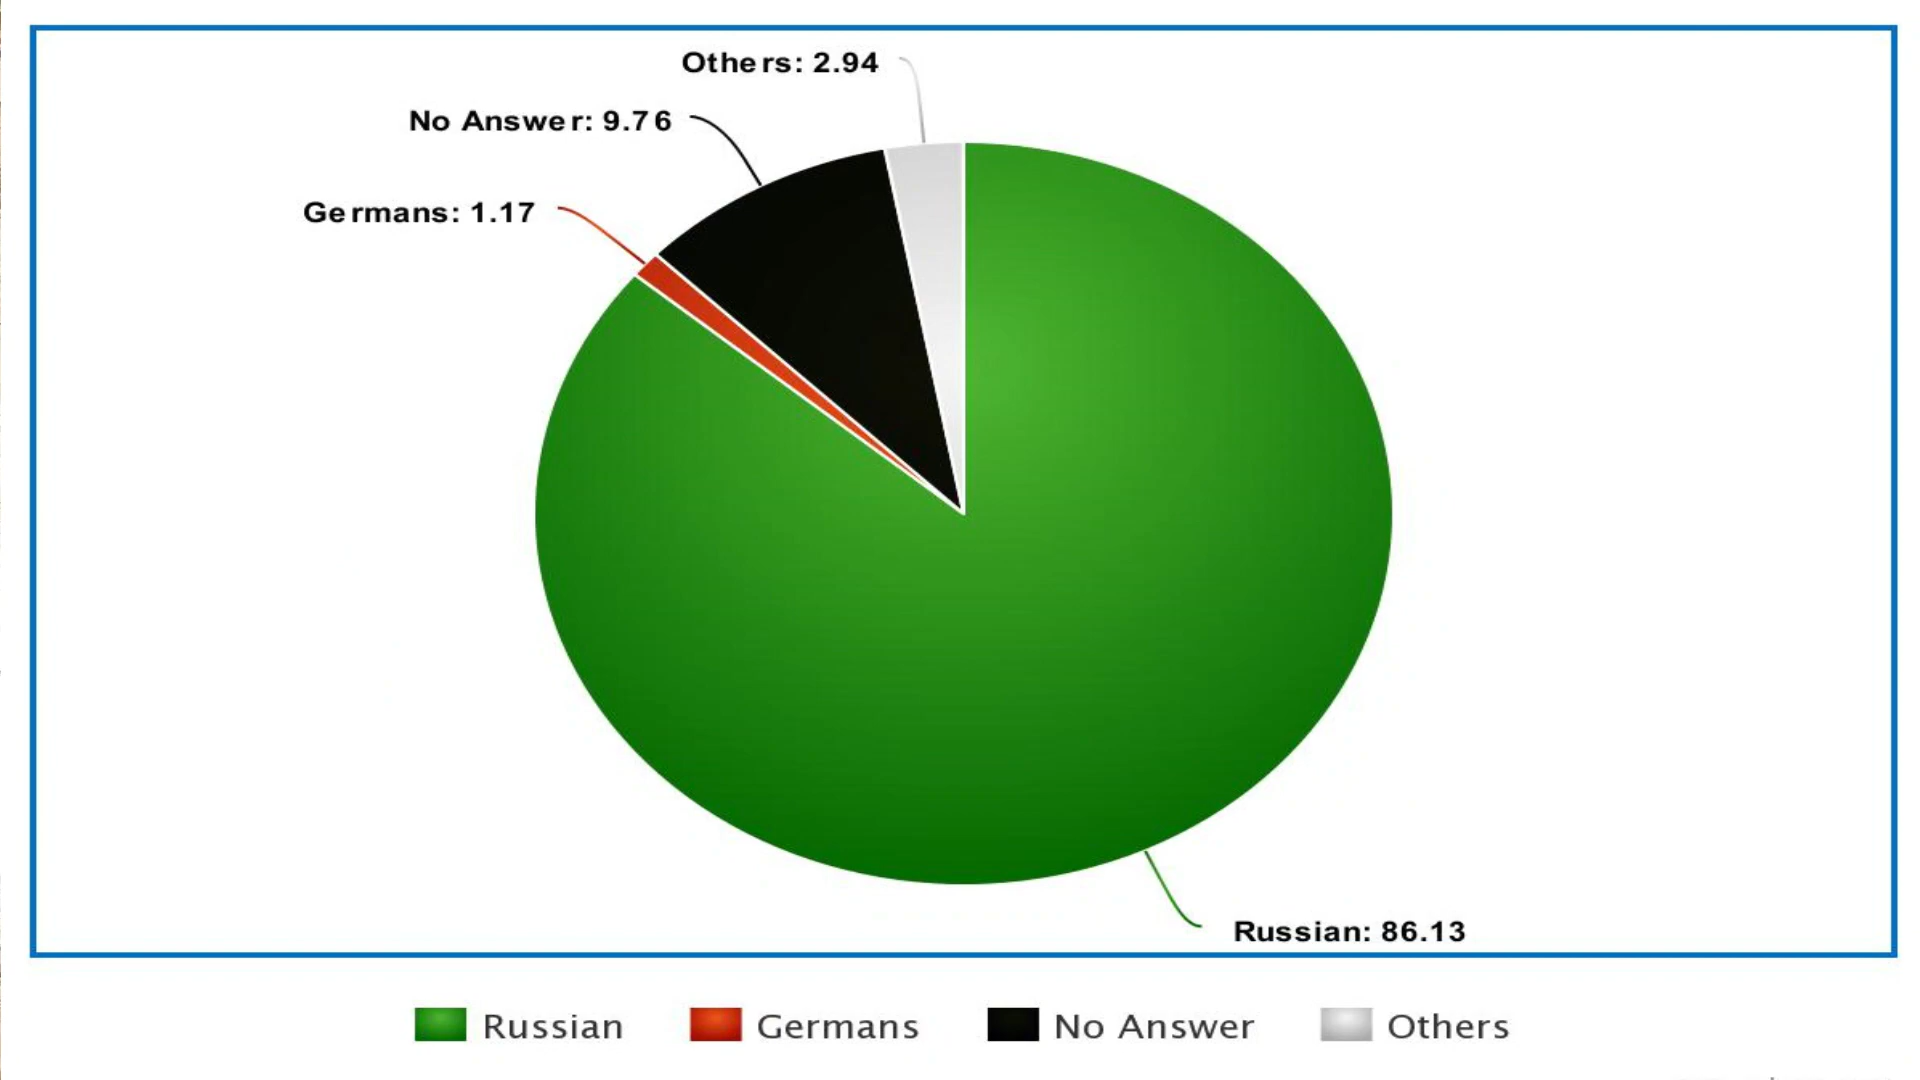 Others: 2.94
No Answer: 9.76
Germans: 1.17
Russian: 86.13
Russian Germans No Answer Others